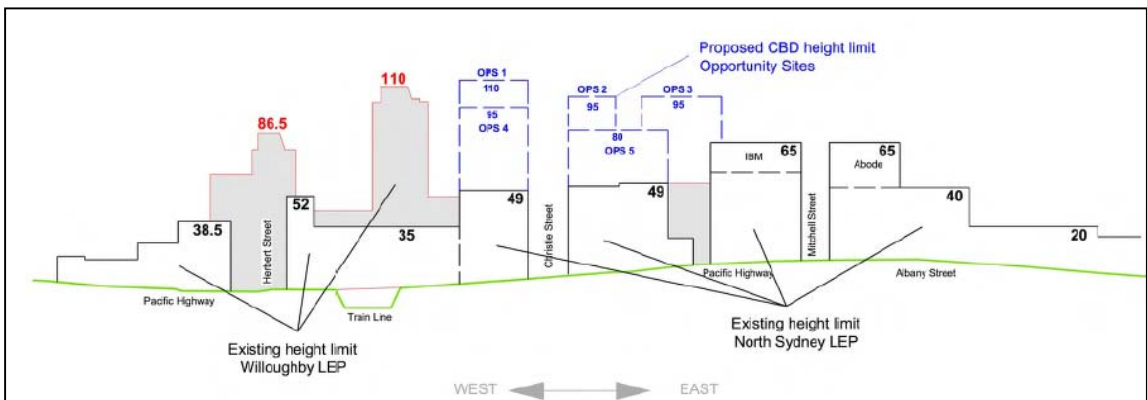 Proposed CBD height limit
Opportunity Sites
110
OPS 1
110
95
OPS 4
OPS 2
95
OPS 3
95
80
OPS 5
86.5
IBM
65
65
Abode
52
49
49
40
38.5
35
20
Herbert Street
Christie Street
Mitchell Street
Pacific Highway
Train Line
Pacific Highway
Albany Street
Existing height limit
Willoughby LEP
Existing height limit
North Sydney LEP
WEST
EAST